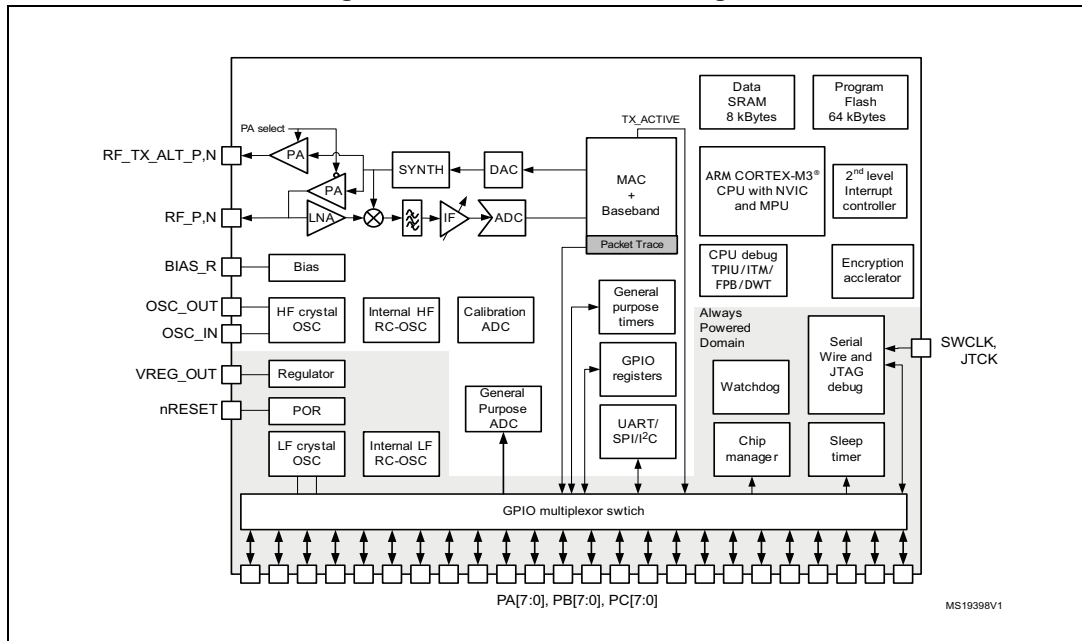 Data
SRAM
8 kBytes
Program
Flash
64 kBytes
TX_ACTIVE
PA select
RF_TX_ALT_P,N
PA
SYNTH
DAC
MAC
+
Baseband
ARM CORTEX-M3®
CPU with NVIC
and MPU
2nd level
Interrupt
controller
PA
RF_P,N
LNA
IF
ADC
Packet Trace
CPU debug
TPIU/ITM/
FPB/DWT
Encryption
acclerator
BIAS_R
Bias
OSC_OUT
OSC_IN
HF crystal
OSC
Internal HF
RC-OSC
Calibration
ADC
General
purpose
timers
Always
Powered
Domain
Serial
Wire and
JTAG
debug
SWCLK,
JTCK
VREG_OUT
Regulator
GPIO
registers
Watchdog
nRESET
POR
General
Purpose
ADC
UART/
SPI/I2C
Chip
manager
Sleep
timer
LF crystal
OSC
Internal LF
RC-OSC
GPIO multiplexor swtich
PA[7:0], PB[7:0], PC[7:0]
MS19398V1